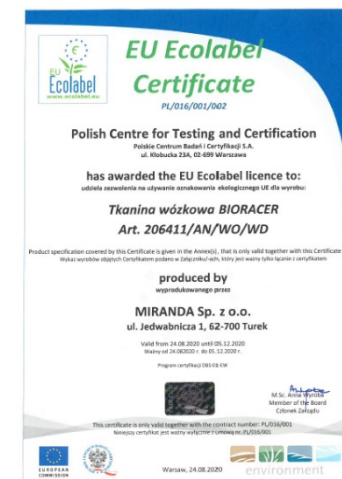 EU Ecolabel
Certificate
PL/016/001/002
EU
Ecolabel
www.ecolabel.eu
Polish Centre for Testing and Certification
Polskie Centrum Badań i Certyfikacji S.A.
ul. Kłobucka 23A, 02-699 Warszawa
has awarded the EU Ecolabel licence to:
udziela zezwolenia na używanie oznakowania ekologicznego UE dla wyrobu:
Tkanina wózkowa BIORACER
Art. 206411/AN/WO/WD
Product specification covered by this Certificate is given in the Annex(s), that is only valid together with this Certificate
Wykaz wyrobów objętych Certyfikatem podano w Załączniku/-ach, który jest ważny tylko łącznie z certyfikatem
produced by
wyprodukowanego przez
MIRANDA Sp. z o.o.
ul. Jedwabnicza 1, 62-700 Turek
Valid from 24.08.2020 until 05.12.2020
Ważny od 24.082020 r. do 05.12.2020 r.
Program certyfikacji
M.Sc. Anna Wyroba
Member of the Board
Członek Zarządu
This certificate is only valid together with the contract number: PL/016/001
Niniejszy certyfikat jest ważny wyłącznie z umową nr. PL/016/001
EUROPEAN
COMMISSION
Warsaw, 24.08.2020
environment